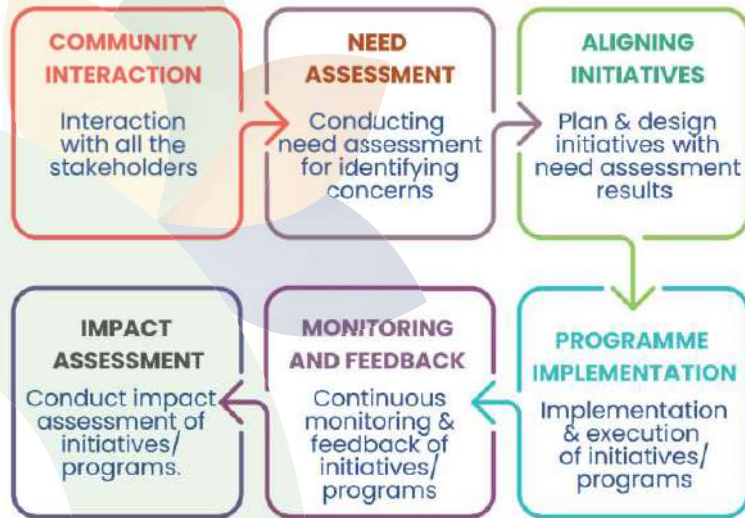 COMMUNITY
INTERACTION
Interaction
with all the
stakeholders
NEED
ASSESSMENT
Conducting
need assessment
for identifying
concerns
ALIGNING
INITIATIVES
Plan & design
initiatives with
need assessment
results
PROGRAMME
IMPLEMENTATION
Implementation
& execution
of initiatives/
programs
MONITORING
AND FEEDBACK
Continuous
monitoring &
feedback of
initiatives/
programs
IMPACT
ASSESSMENT
Conduct impact
assessment of
initiatives/
programs.